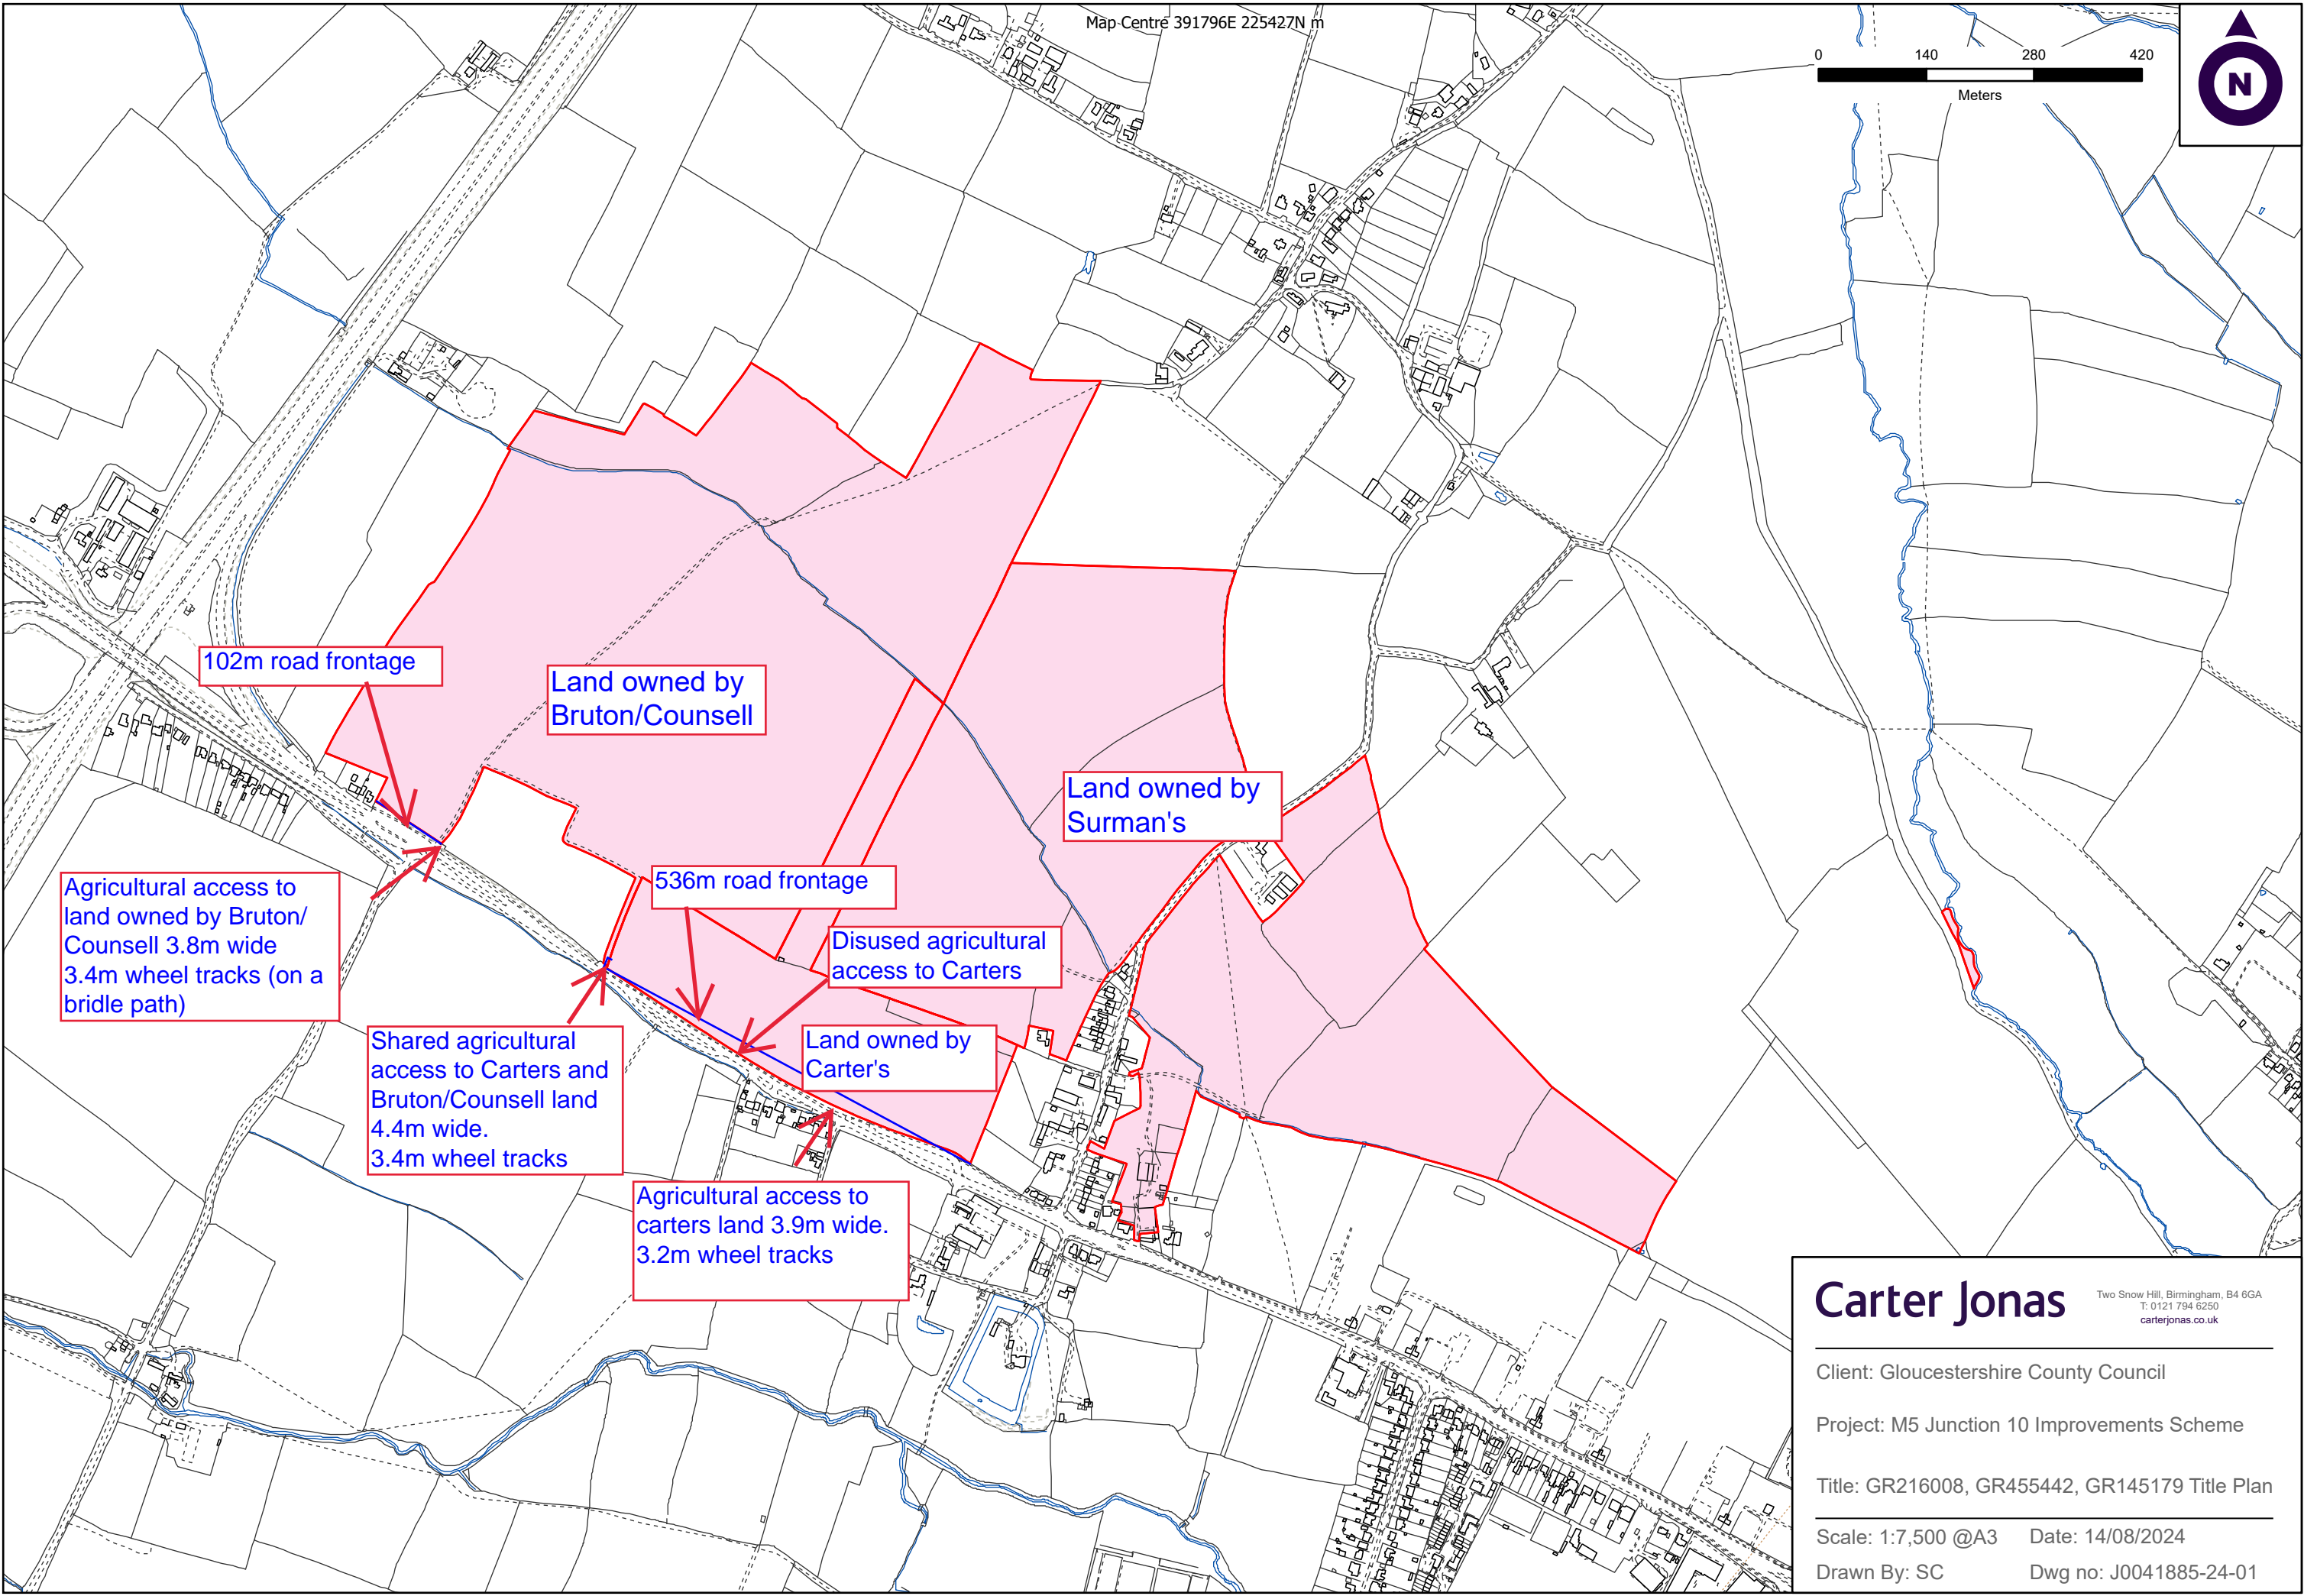 Map Centre 391796E 225427N m
0 140 280 420
Meters
N
102m road frontage
Land owned by
Bruton/Counsell
Land owned by
Surman's
536m road frontage
Agricultural access to
land owned by Bruton/
Counsell 3.8m wide
3.4m wheel tracks (on a
bridle path)
Disused agricultural
access to Carters
Shared agricultural
access to Carters and
Bruton/Counsell land
4.4m wide.
3.4m wheel tracks
Land owned by
Carter's
Agricultural access to
carters land 3.9m wide.
3.2m wheel tracks
Carter Jonas
Two Snow Hill, Birmingham, B4 6GA
T: 0121 794 6250
carterjonas.co.uk
Client: Gloucestershire County Council
Project: M5 Junction 10 Improvements Scheme
Title: GR216008, GR455442, GR145179 Title Plan
Scale: 1:7,500 @A3 Date: 14/08/2024
Drawn By: SC Dwg no: J0041885-24-01